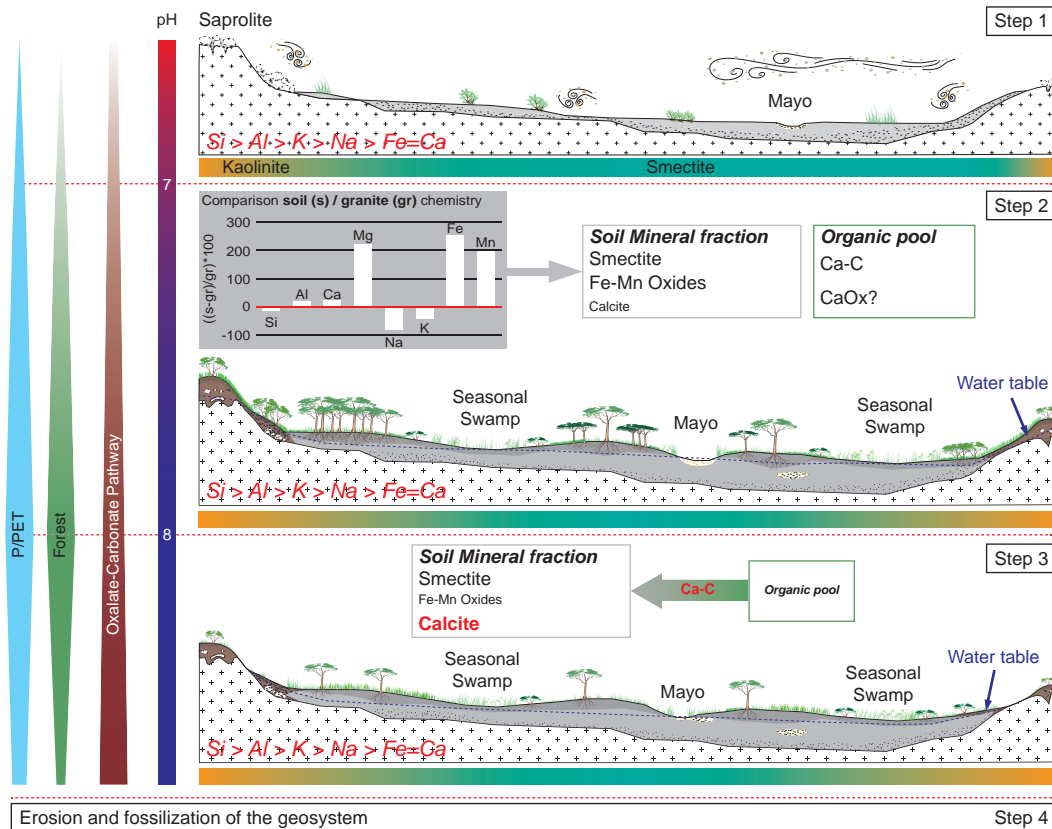 pH
Saprolite
Step 1
Mayo
Si > Al > K > Na > Fe=Ca
Kaolinite
Smectite
7
Step 2
Comparison soil (s) / granite (gr) chemistry
((s-gr)/gr)*100
300
200
100
0
-100
Si
Al
Ca
Mg
Na
K
Fe
Mn
Soil Mineral fraction
Smectite
Fe-Mn Oxides
Calcite
Organic pool
Ca-C
CaOx?
Seasonal
Swamp
Mayo
Seasonal
Swamp
Water table
Si > Al > K > Na > Fe=Ca
P/PET
Forest
Oxalate-Carbonate Pathway
8
Step 3
Soil Mineral fraction
Smectite
Fe-Mn Oxides
Calcite
Ca-C
Organic pool
Seasonal
Swamp
Mayo
Seasonal
Swamp
Water table
Si > Al > K > Na > Fe=Ca
Erosion and fossilization of the geosystem
Step 4